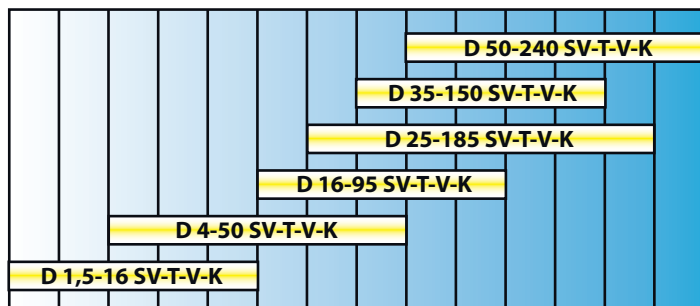 D 50-240 SV-T-V-K
D 35-150 SV-T-V-K
D 25-185 SV-T-V-K
D 16-95 SV-T-V-K
D 4-50 SV-T-V-K
D 1,5-16 SV-T-V-K